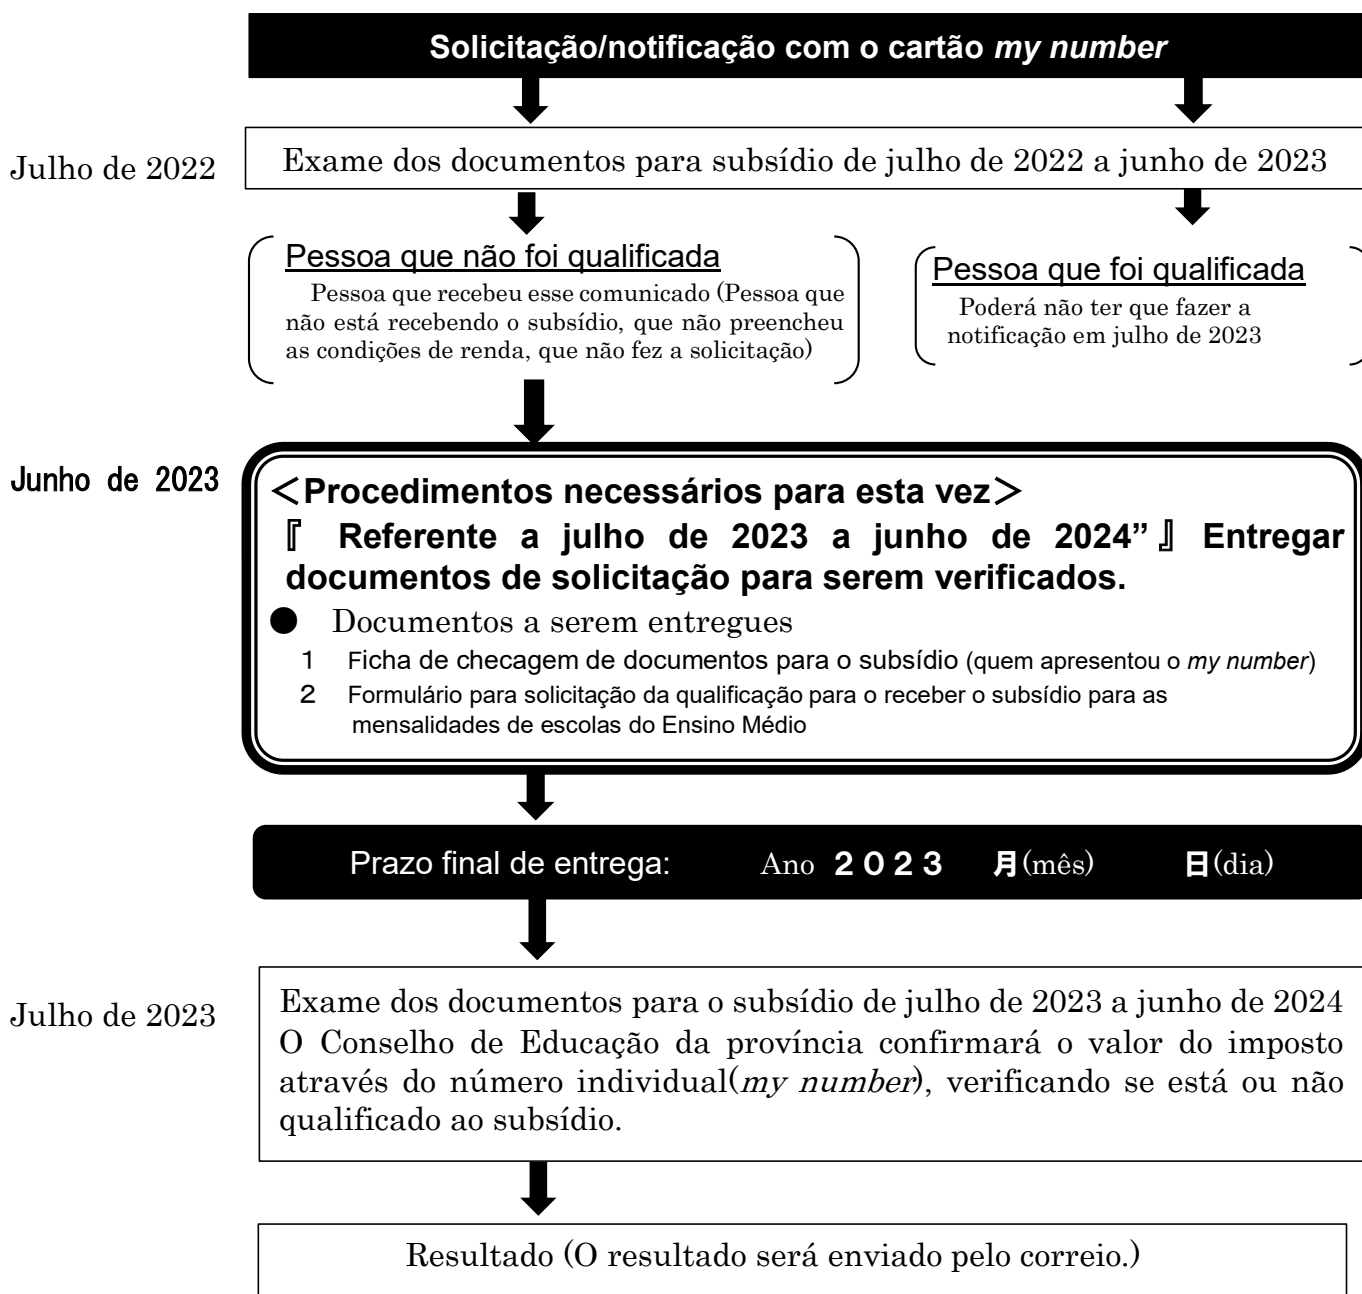 Solicitação/notificação com o cartão my number
Julho de 2022
Exame dos documentos para subsídio de julho de 2022 a junho de 2023
Pessoa que não foi qualificada
Pessoa que recebeu esse comunicado (Pessoa que
não está recebendo o subsídio, que não preencheu
as condições de renda, que não fez a solicitação)
Pessoa que foi qualificada
Poderá não ter que fazer a
notificação em julho de 2023
Junho de 2023
＜Procedimentos necessários para esta vez＞
『 Referente a julho de 2023 a junho de 2024”』 Entregar
documentos de solicitação para serem verificados.
● Documentos a serem entregues
1 Ficha de checagem de documentos para o subsídio (quem apresentou o my number)
2 Formulário para solicitação da qualificação para o receber o subsídio para as
mensalidades de escolas do Ensino Médio
Prazo final de entrega: Ano ２０２３ 月(mês) 日(dia)
Julho de 2023
Exame dos documentos para o subsídio de julho de 2023 a junho de 2024
O Conselho de Educação da província confirmará o valor do imposto
através do número individual(my number), verificando se está ou não
qualificado ao subsídio.
Resultado (O resultado será enviado pelo correio.)